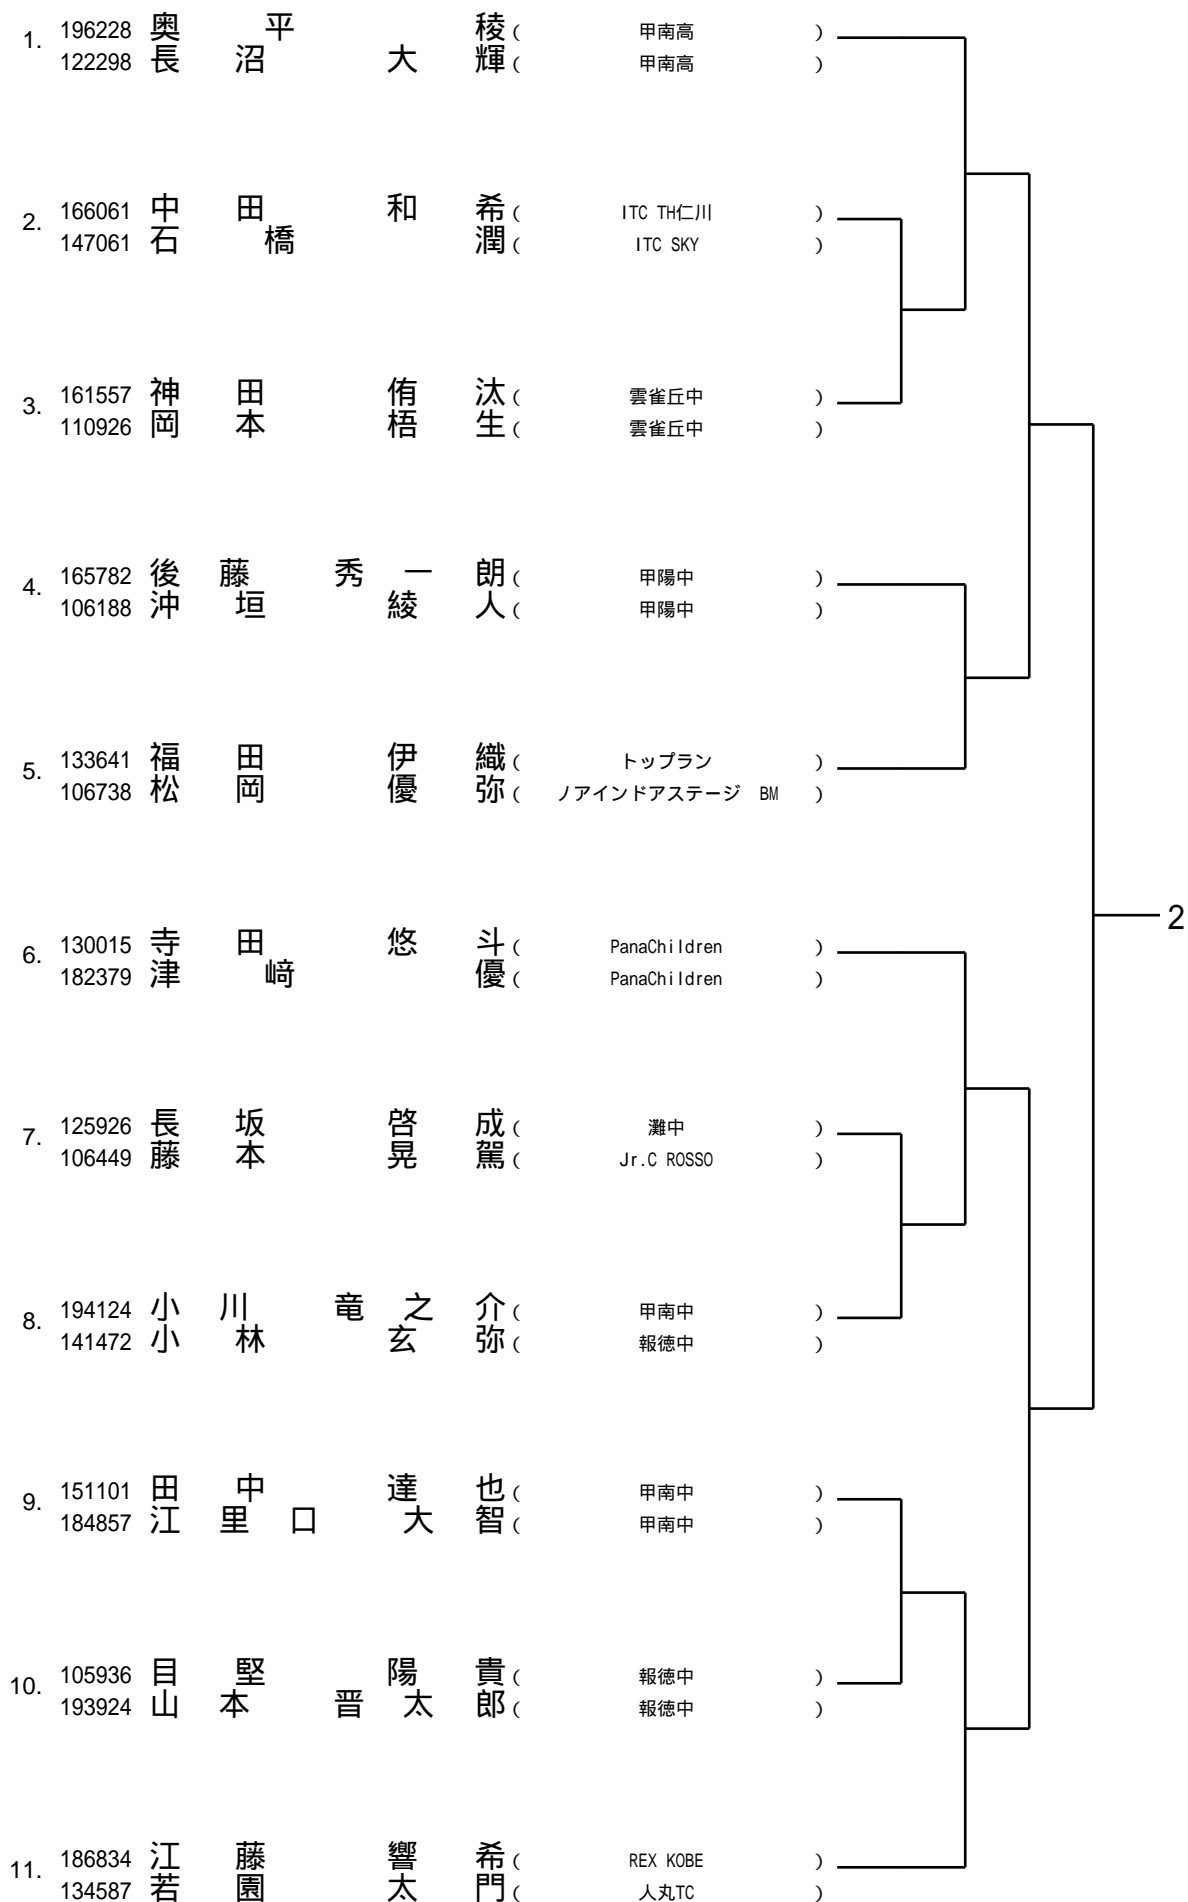 1. 196228 奥平 稜 ( 甲南高 )
122298 長沼 大輝 ( 甲南高 )
2. 166061 中田 和希 ( ITC TH仁川 )
147061 石橋 潤 ( ITC SKY )
3. 161557 神田 侑汰 ( 雲雀丘中 )
110926 岡本 梧生 ( 雲雀丘中 )
4. 165782 後藤 秀一朗 ( 甲陽中 )
106188 沖垣 綾人 ( 甲陽中 )
5. 133641 福田 伊織 ( トップラン )
106738 松岡 優弥 ( ノアインドアステージ BM )
2
6. 130015 寺田 悠斗 ( PanaChildren )
182379 津﨑 優 ( PanaChildren )
7. 125926 長坂 啓成 ( 灘中 )
106449 藤本 晃駕 ( Jr.C ROSSO )
8. 194124 小川 竜之介 ( 甲南中 )
141472 小林 玄弥 ( 報徳中 )
9. 151101 田中 達也 ( 甲南中 )
184857 江里口 大智 ( 甲南中 )
10. 105936 目堅 陽貴 ( 報徳中 )
193924 山本 晋太郎 ( 報徳中 )
11. 186834 江藤 響希 ( REX KOBE )
134587 若園 太門 ( 人丸TC )